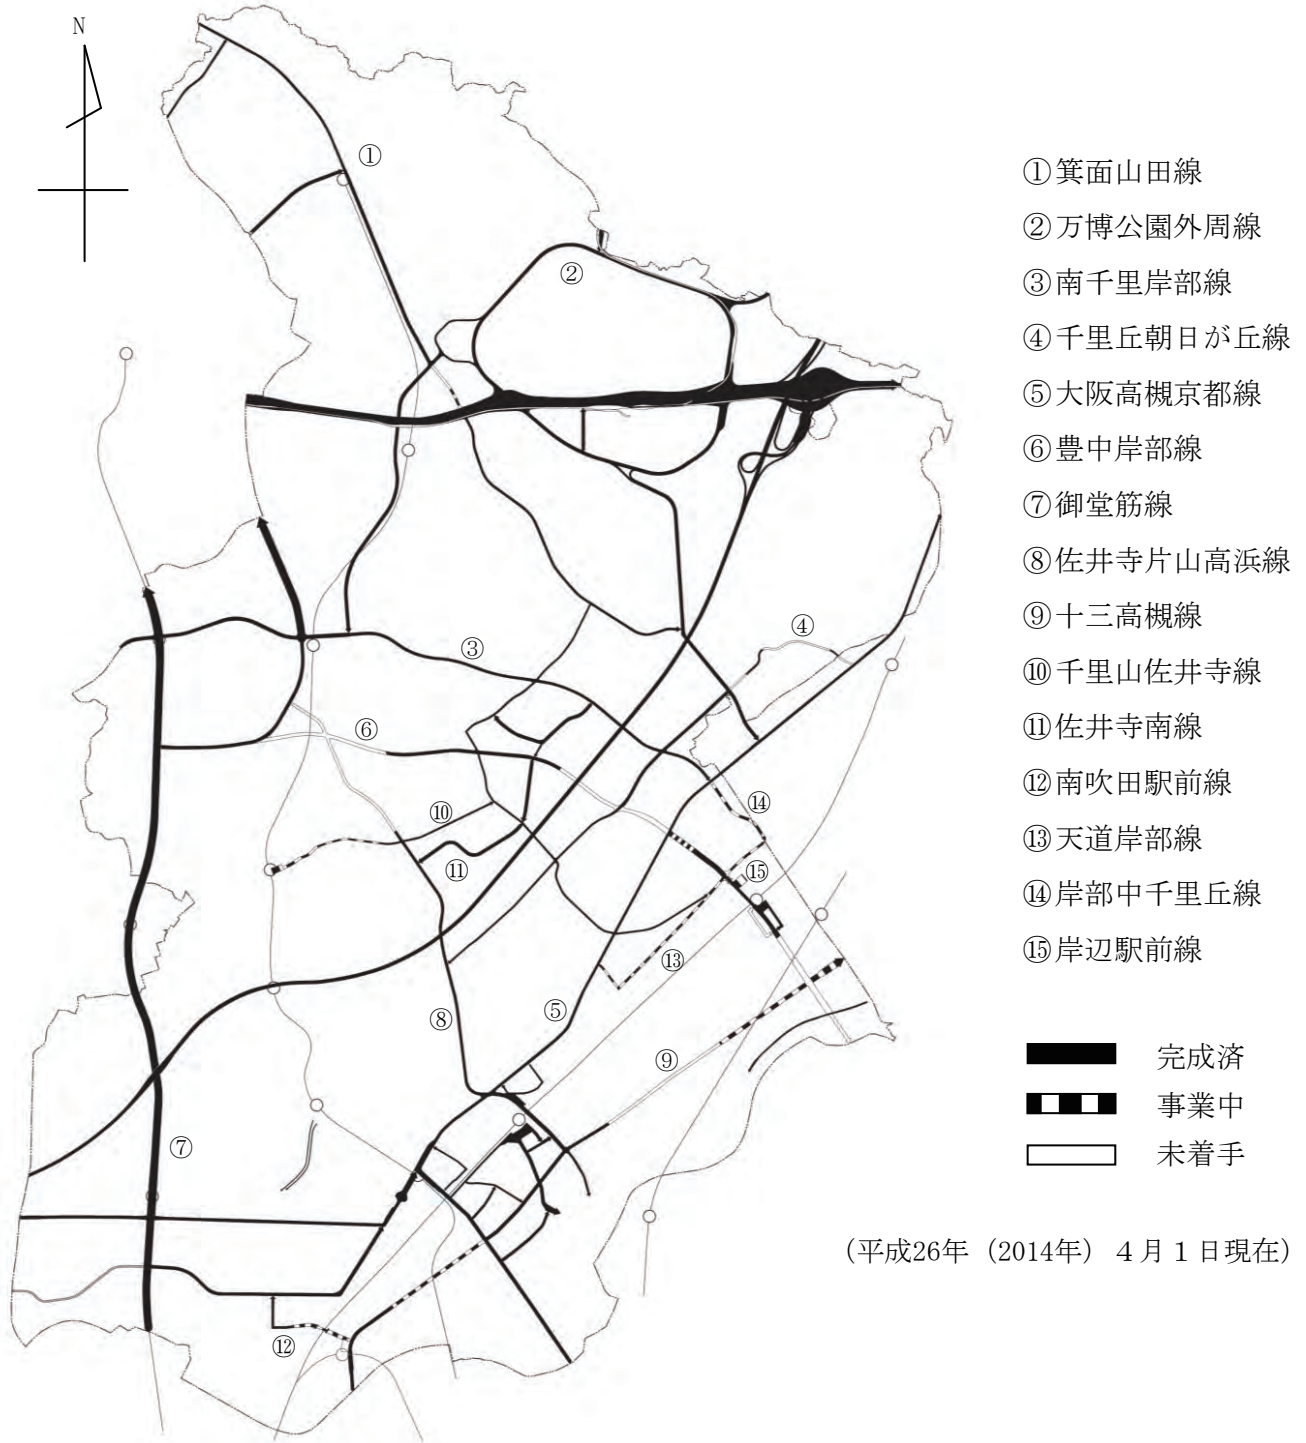 N
①
②
③
④
⑥
⑩
⑭
⑪
⑮
⑬
⑧
⑤
⑨
⑦
⑫
①箕面山田線
②万博公園外周線
③南千里岸部線
④千里丘朝日が丘線
⑤大阪高槻京都線
⑥豊中岸部線
⑦御堂筋線
⑧佐井寺片山高浜線
⑨十三高槻線
⑩千里山佐井寺線
⑪佐井寺南線
⑫南吹田駅前線
⑬天道岸部線
⑭岸部中千里丘線
⑮岸辺駅前線
完成済
事業中
未着手
(平成26年(2014年)4月1日現在)